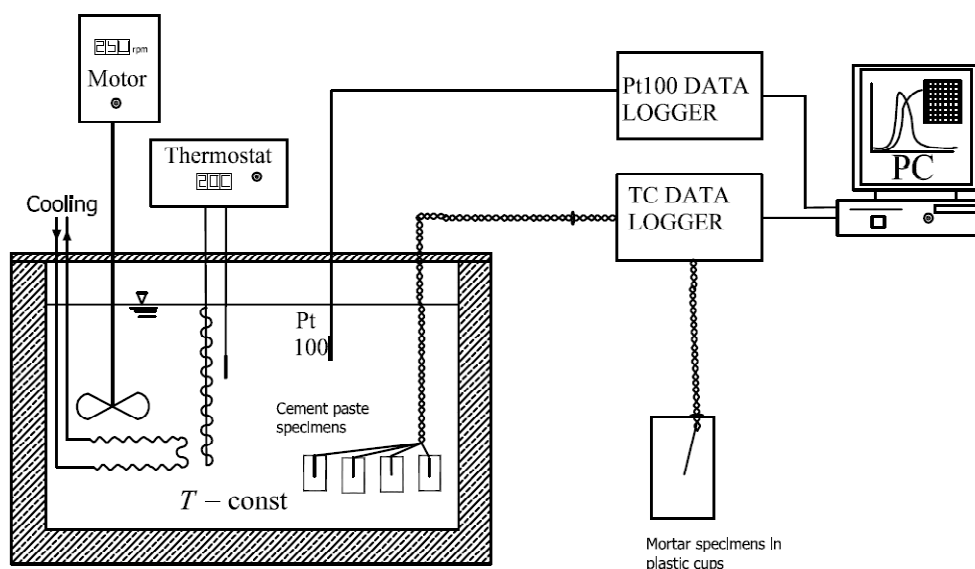 250 rpm
Motor
Thermostat
20C
Cooling
Pt100 DATA
LOGGER
PC
TC DATA
LOGGER
Pt
100
Cement paste
specimens
T – const
Mortar specimens in
plastic cups